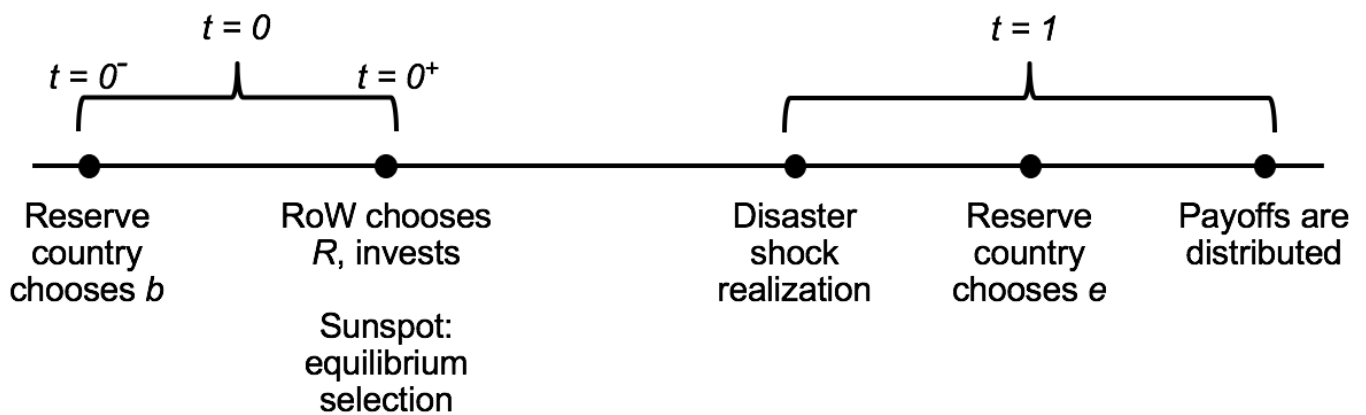 t = 0
t = 1
t = 0⁻
t = 0⁺
Reserve
country
chooses b
RoW chooses
R, invests
Sunspot:
equilibrium
selection
Disaster
shock
realization
Reserve
country
chooses e
Payoffs are
distributed